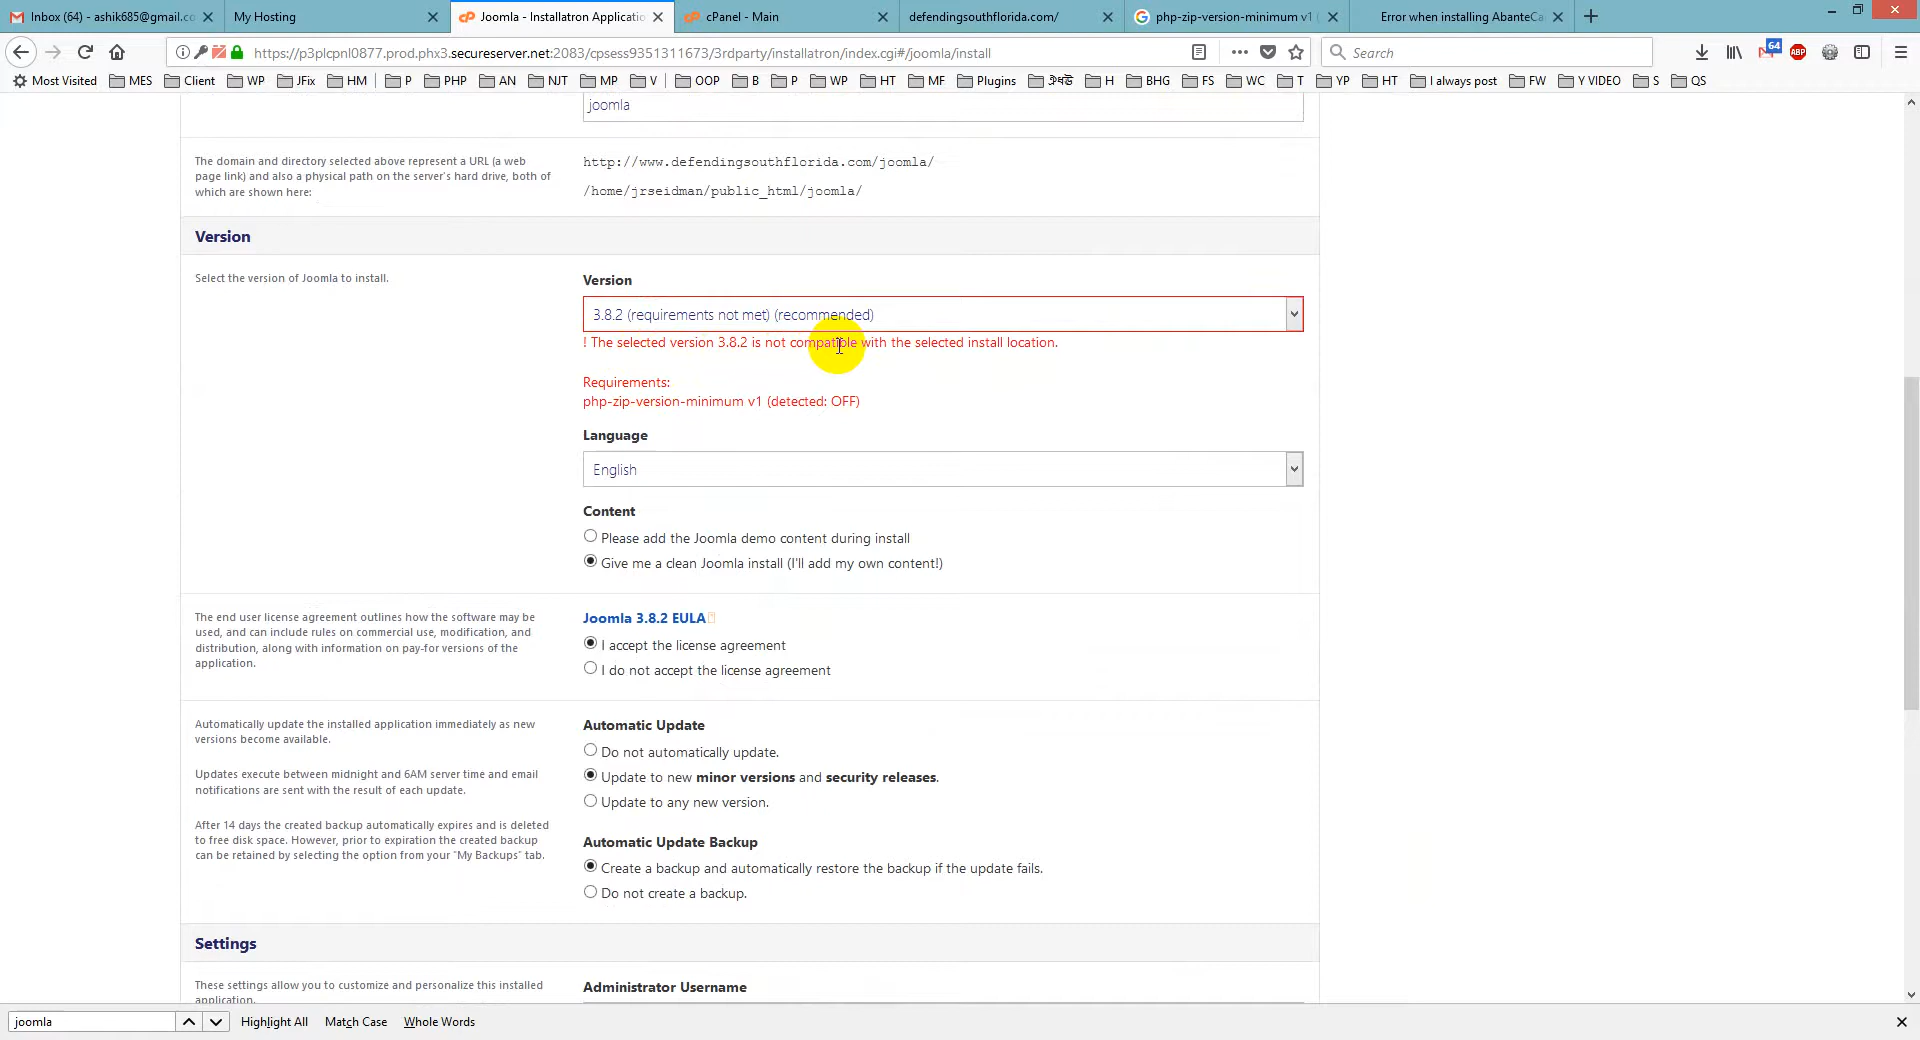 Inbox (64) - ashik685@gmail.co
My Hosting
Joomla - Installatron Applicatio
cPanel - Main
defendingsouthflorida.com/
php-zip-version-minimum v1
Error when installing AbanteCa
https://p3plcpnl0877.prod.phx3.secureserver.net:2083/cpsess9351311673/3rdparty/installatron/index.cgi#/joomla/install
Search
64
ABP
Most Visited MES Client WP JFix HM P PHP AN NJT MP V OOP B P WP HT MF Plugins H BHG FS WC T YP HT I always post FW Y VIDEO S QS
joomla
The domain and directory selected above represent a URL (a web
page link) and also a physical path on the server's hard drive, both of
which are shown here:
http://www.defendingsouthflorida.com/joomla/
/home/jrseidman/public_html/joomla/
Version
Select the version of Joomla to install.
Version
3.8.2 (requirements not met) (recommended)
! The selected version 3.8.2 is not compatible with the selected install location.
Requirements:
php-zip-version-minimum v1 (detected: OFF)
Language
English
Content
Please add the Joomla demo content during install
Give me a clean Joomla install (I'll add my own content!)
The end user license agreement outlines how the software may be
used, and can include rules on commercial use, modification, and
distribution, along with information on pay-for versions of the
application.
Joomla 3.8.2 EULA
I accept the license agreement
I do not accept the license agreement
Automatically update the installed application immediately as new
versions become available.
Updates execute between midnight and 6AM server time and email
notifications are sent with the result of each update.
After 14 days the created backup automatically expires and is deleted
to free disk space. However, prior to expiration the created backup
can be retained by selecting the option from your "My Backups" tab.
Automatic Update
Do not automatically update.
Update to new minor versions and security releases.
Update to any new version.
Automatic Update Backup
Create a backup and automatically restore the backup if the update fails.
Do not create a backup.
Settings
These settings allow you to customize and personalize this installed
application.
Administrator Username
joomla
Highlight All Match Case Whole Words